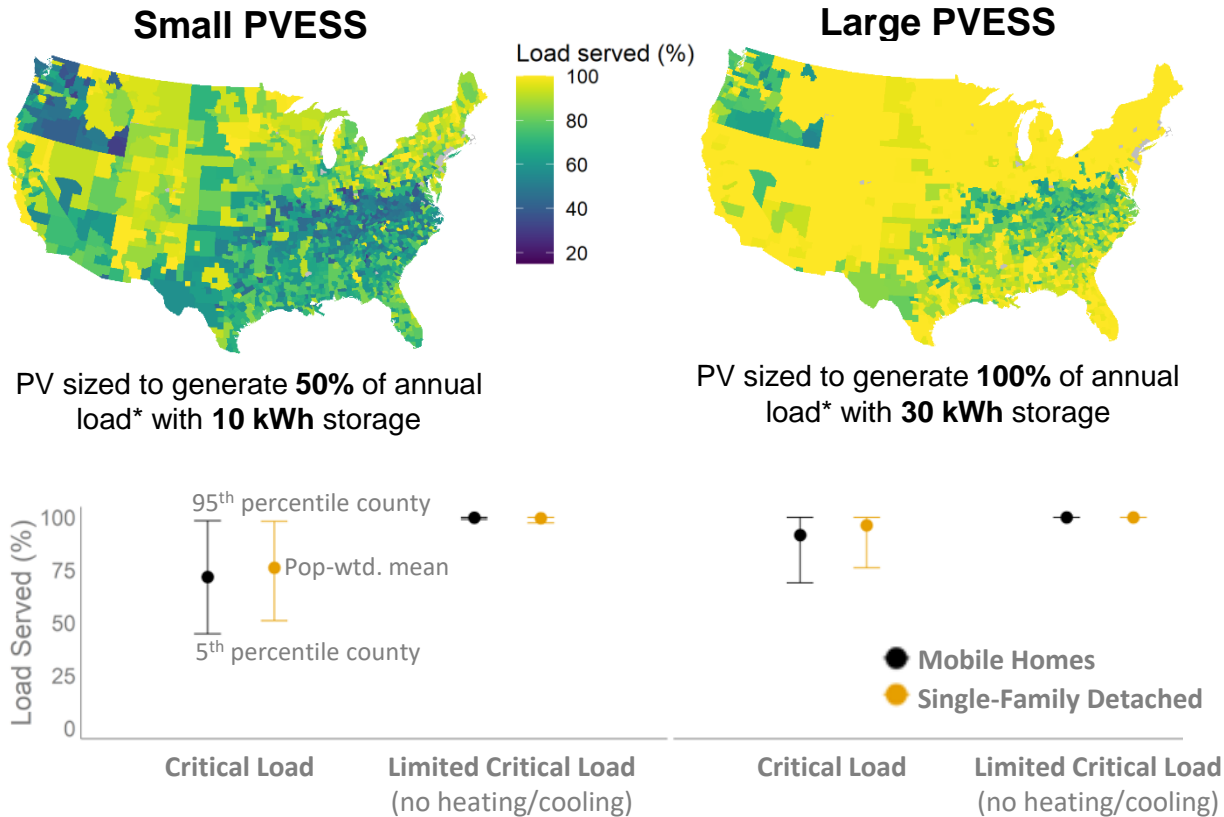 Small PVESS
Large PVESS
Load served (%)
100
80
60
40
20
PV sized to generate 50% of annual
load* with 10 kWh storage
PV sized to generate 100% of annual
load* with 30 kWh storage
Load Served (%)
100
75
50
25
0
95th percentile county
Pop-wtd. mean
5th percentile county
Mobile Homes
Single-Family Detached
Critical Load
Limited Critical Load
(no heating/cooling)
Critical Load
Limited Critical Load
(no heating/cooling)